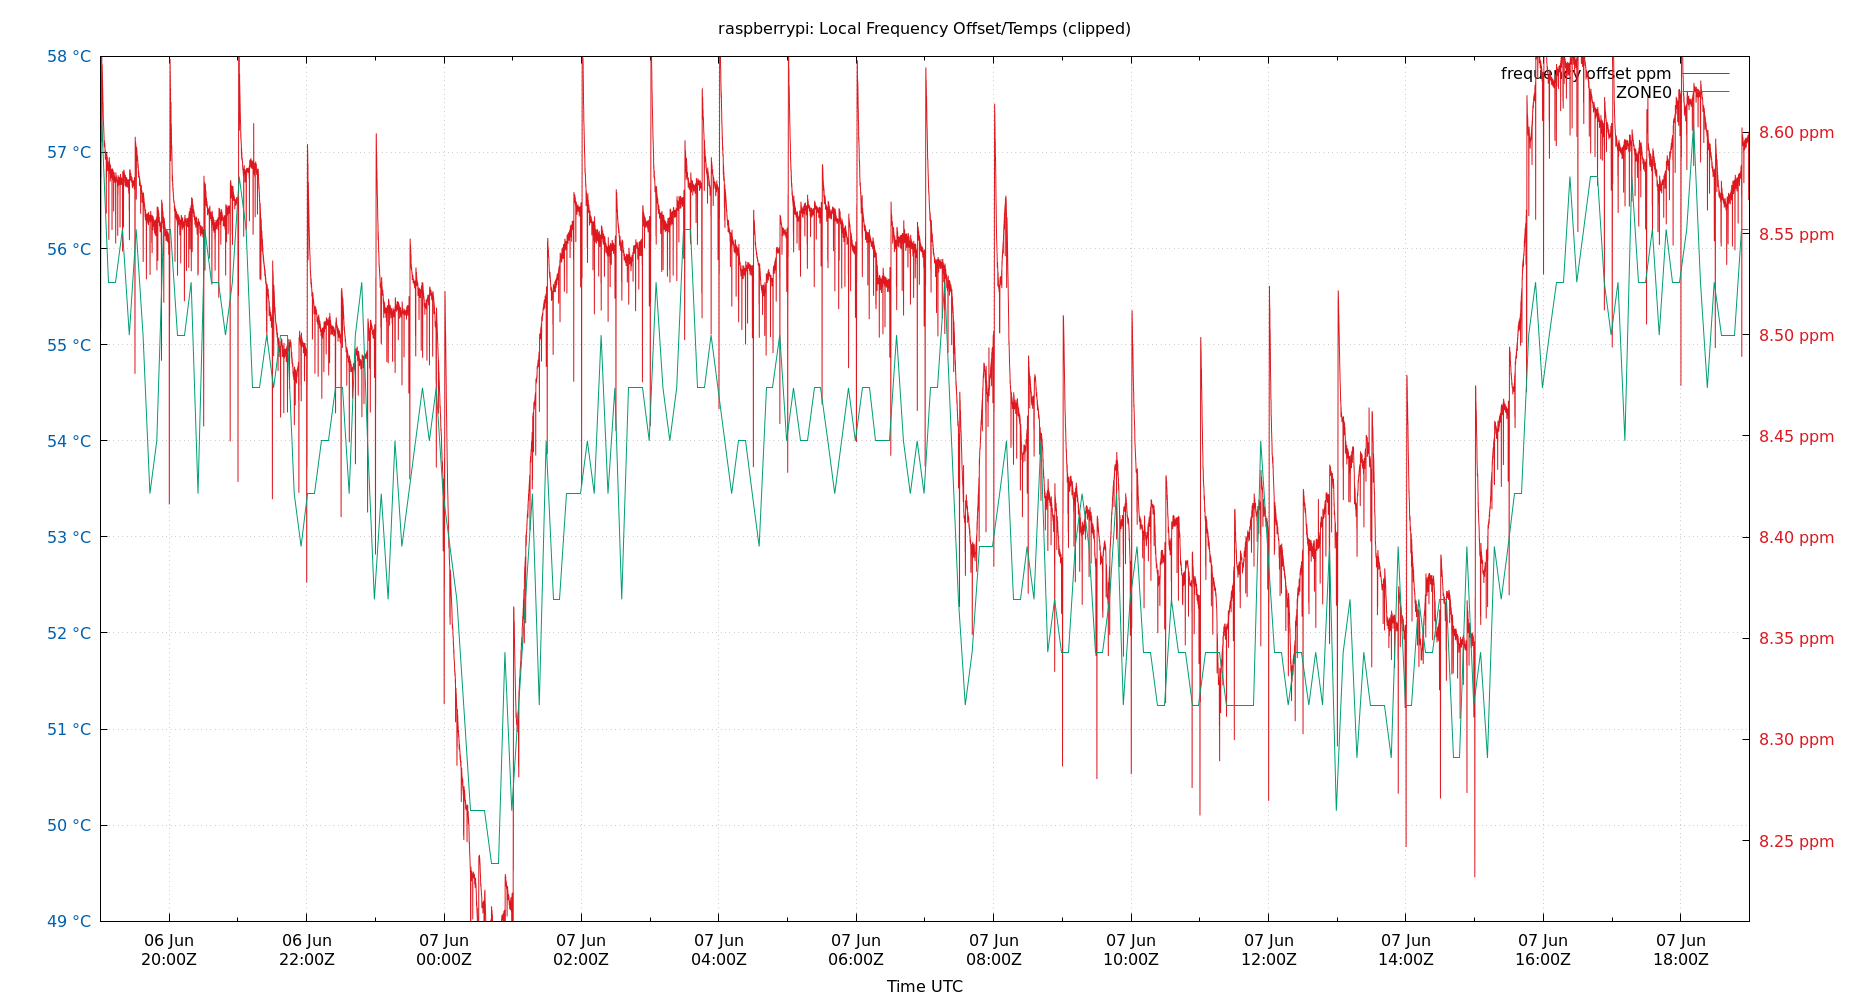 raspberrypi: Local Frequency Offset/Temps (clipped)
frequency offset ppm
ZONE0
58 °C
57 °C
56 °C
55 °C
54 °C
53 °C
52 °C
51 °C
50 °C
49 °C
8.60 ppm
8.55 ppm
8.50 ppm
8.45 ppm
8.40 ppm
8.35 ppm
8.30 ppm
8.25 ppm
06 Jun 06 Jun 07 Jun 07 Jun 07 Jun 07 Jun 07 Jun 07 Jun 07 Jun 07 Jun 07 Jun 07 Jun
20:00Z 22:00Z 00:00Z 02:00Z 04:00Z 06:00Z 08:00Z 10:00Z 12:00Z 14:00Z 16:00Z 18:00Z
Time UTC